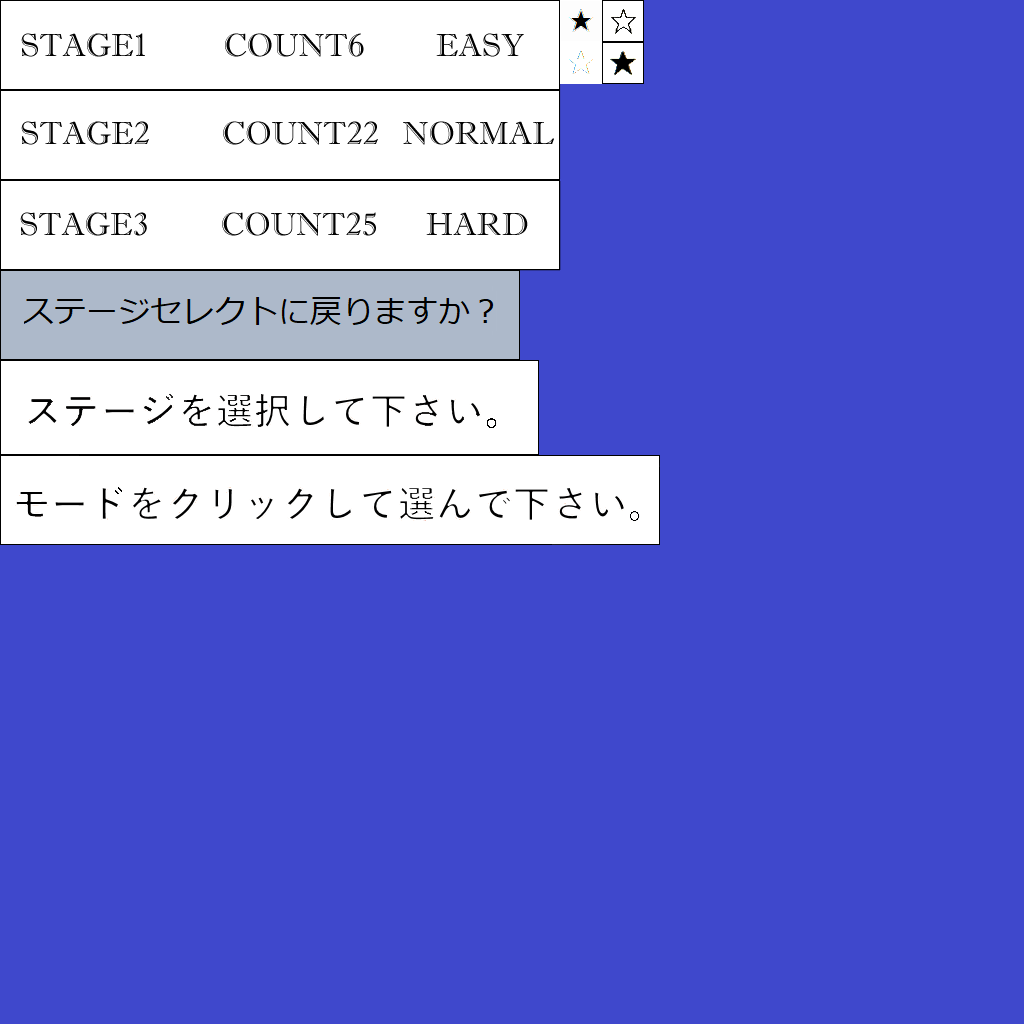 STAGE1 COUNT6 EASY ★ ☆
☆ ★
STAGE2 COUNT22 NORMAL
STAGE3 COUNT25 HARD
ステージセレクトに戻りますか？
ステージを選択して下さい。
モードをクリックして選んで下さい。